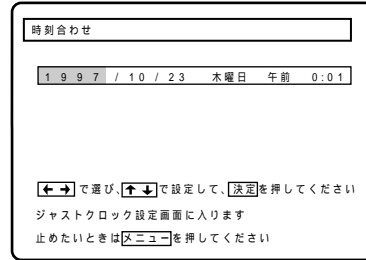 時刻合わせ
1997/10/23 木曜日 午前 0:01
←→で選び、↑↓で設定して、決定を押してください
ジャストクロック設定画面に入ります
止めたいときはメニューを押してください